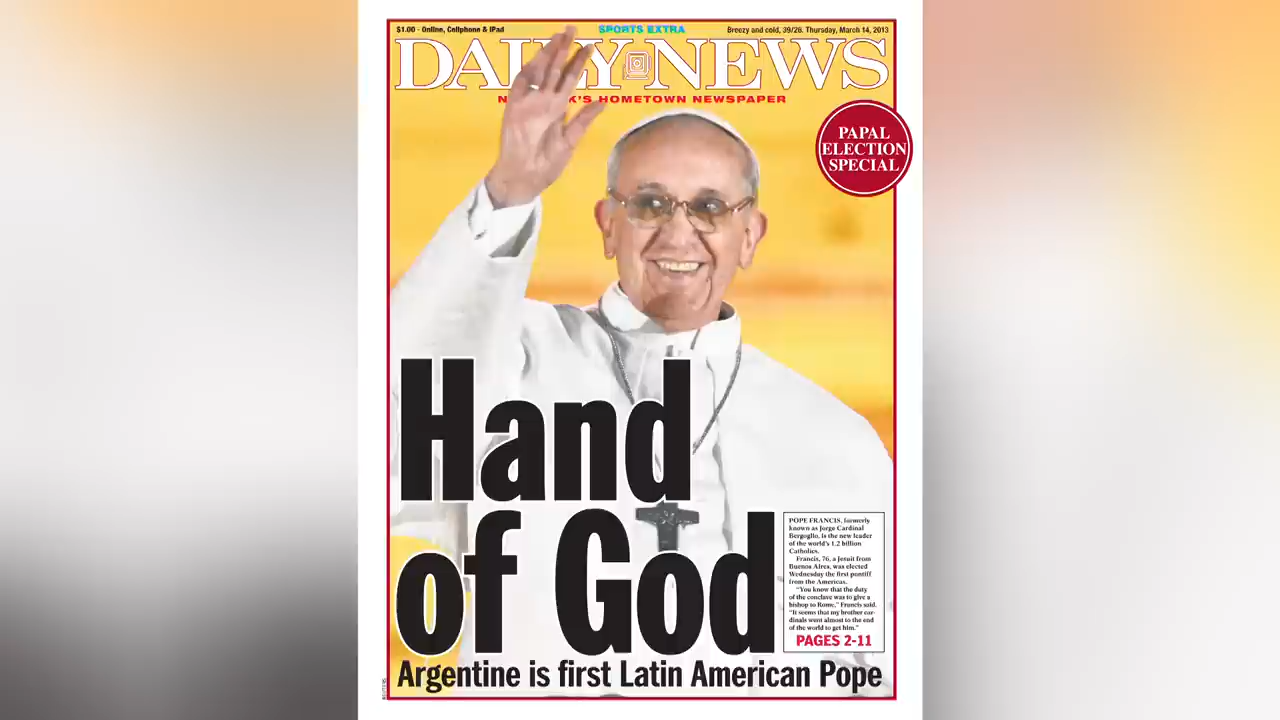 $1.00 - Online, Cellphone & iPad
SPORTS EXTRA
Breezy and cold, 39/26. Thursday, March 14, 2013
DAILY NEWS
N K'S HOMETOWN NEWSPAPER
PAPAL
ELECTION
SPECIAL
Hand
of God
POPE FRANCIS, formerly
known as Jorge Cardinal
Bergoglio, is the new leader
of the world's 1.2 billion
Catholics.
Francis, 76, a Jesuit from
Buenos Aires, was elected
Wednesday the first pontiff
from the Americas.
"You know that the duty
of the conclave was to give a
bishop to Rome," Francis said.
"It seems that my brother car-
dinals went almost to the end
of the world to get him."
PAGES 2-11
Argentine is first Latin American Pope
REUTERS